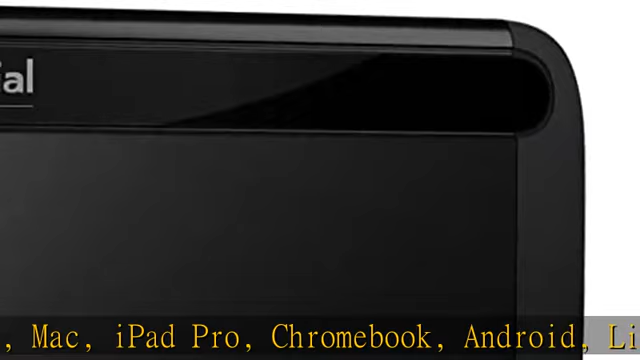 ial
, Mac, iPad Pro, Chromebook, Android, Li